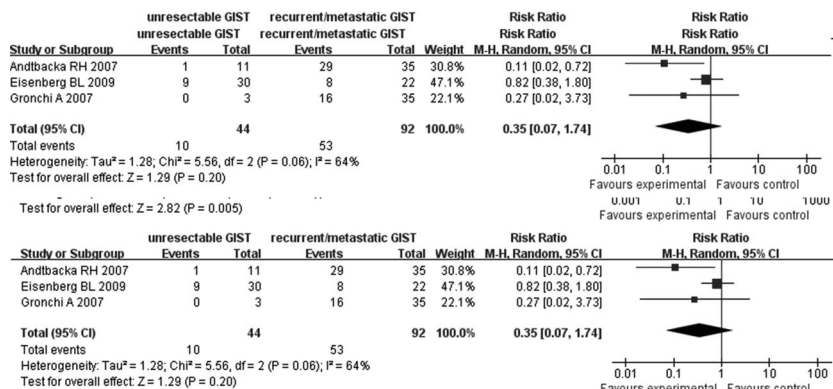 unresectable GIST recurrent/metastatic GIST Risk Ratio Risk Ratio
unresectable GIST recurrent/metastatic GIST Risk Ratio Risk Ratio
Study or Subgroup Events Total Events Total Weight M-H, Random, 95% CI M-H, Random, 95% CI
Andtbacka RH 2007 1 11 29 35 30.8% 0.11 [0.02, 0.72]
Eisenberg BL 2009 9 30 8 22 47.1% 0.82 [0.38, 1.80]
Gronchi A 2007 0 3 16 35 22.1% 0.27 [0.02, 3.73]
Total (95% CI) 44 92 100.0% 0.35 [0.07, 1.74]
Total events 10 53
Heterogeneity: Tau² = 1.28; Chi² = 5.56, df = 2 (P = 0.06); I² = 64%
Test for overall effect: Z = 1.29 (P = 0.20)
0.01 0.1 1 10 100
Favours experimental Favours control
0.001 0.1 1 10 1000
Test for overall effect: Z = 2.82 (P = 0.005)
Favours experimental Favours control
unresectable GIST recurrent/metastatic GIST Risk Ratio Risk Ratio
Study or Subgroup Events Total Events Total Weight M-H, Random, 95% CI M-H, Random, 95% CI
Andtbacka RH 2007 1 11 29 35 30.8% 0.11 [0.02, 0.72]
Eisenberg BL 2009 9 30 8 22 47.1% 0.82 [0.38, 1.80]
Gronchi A 2007 0 3 16 35 22.1% 0.27 [0.02, 3.73]
Total (95% CI) 44 92 100.0% 0.35 [0.07, 1.74]
Total events 10 53
Heterogeneity: Tau² = 1.28; Chi² = 5.56, df = 2 (P = 0.06); I² = 64%
Test for overall effect: Z = 1.29 (P = 0.20)
0.01 0.1 1 10 100
Favours experimental Favours control